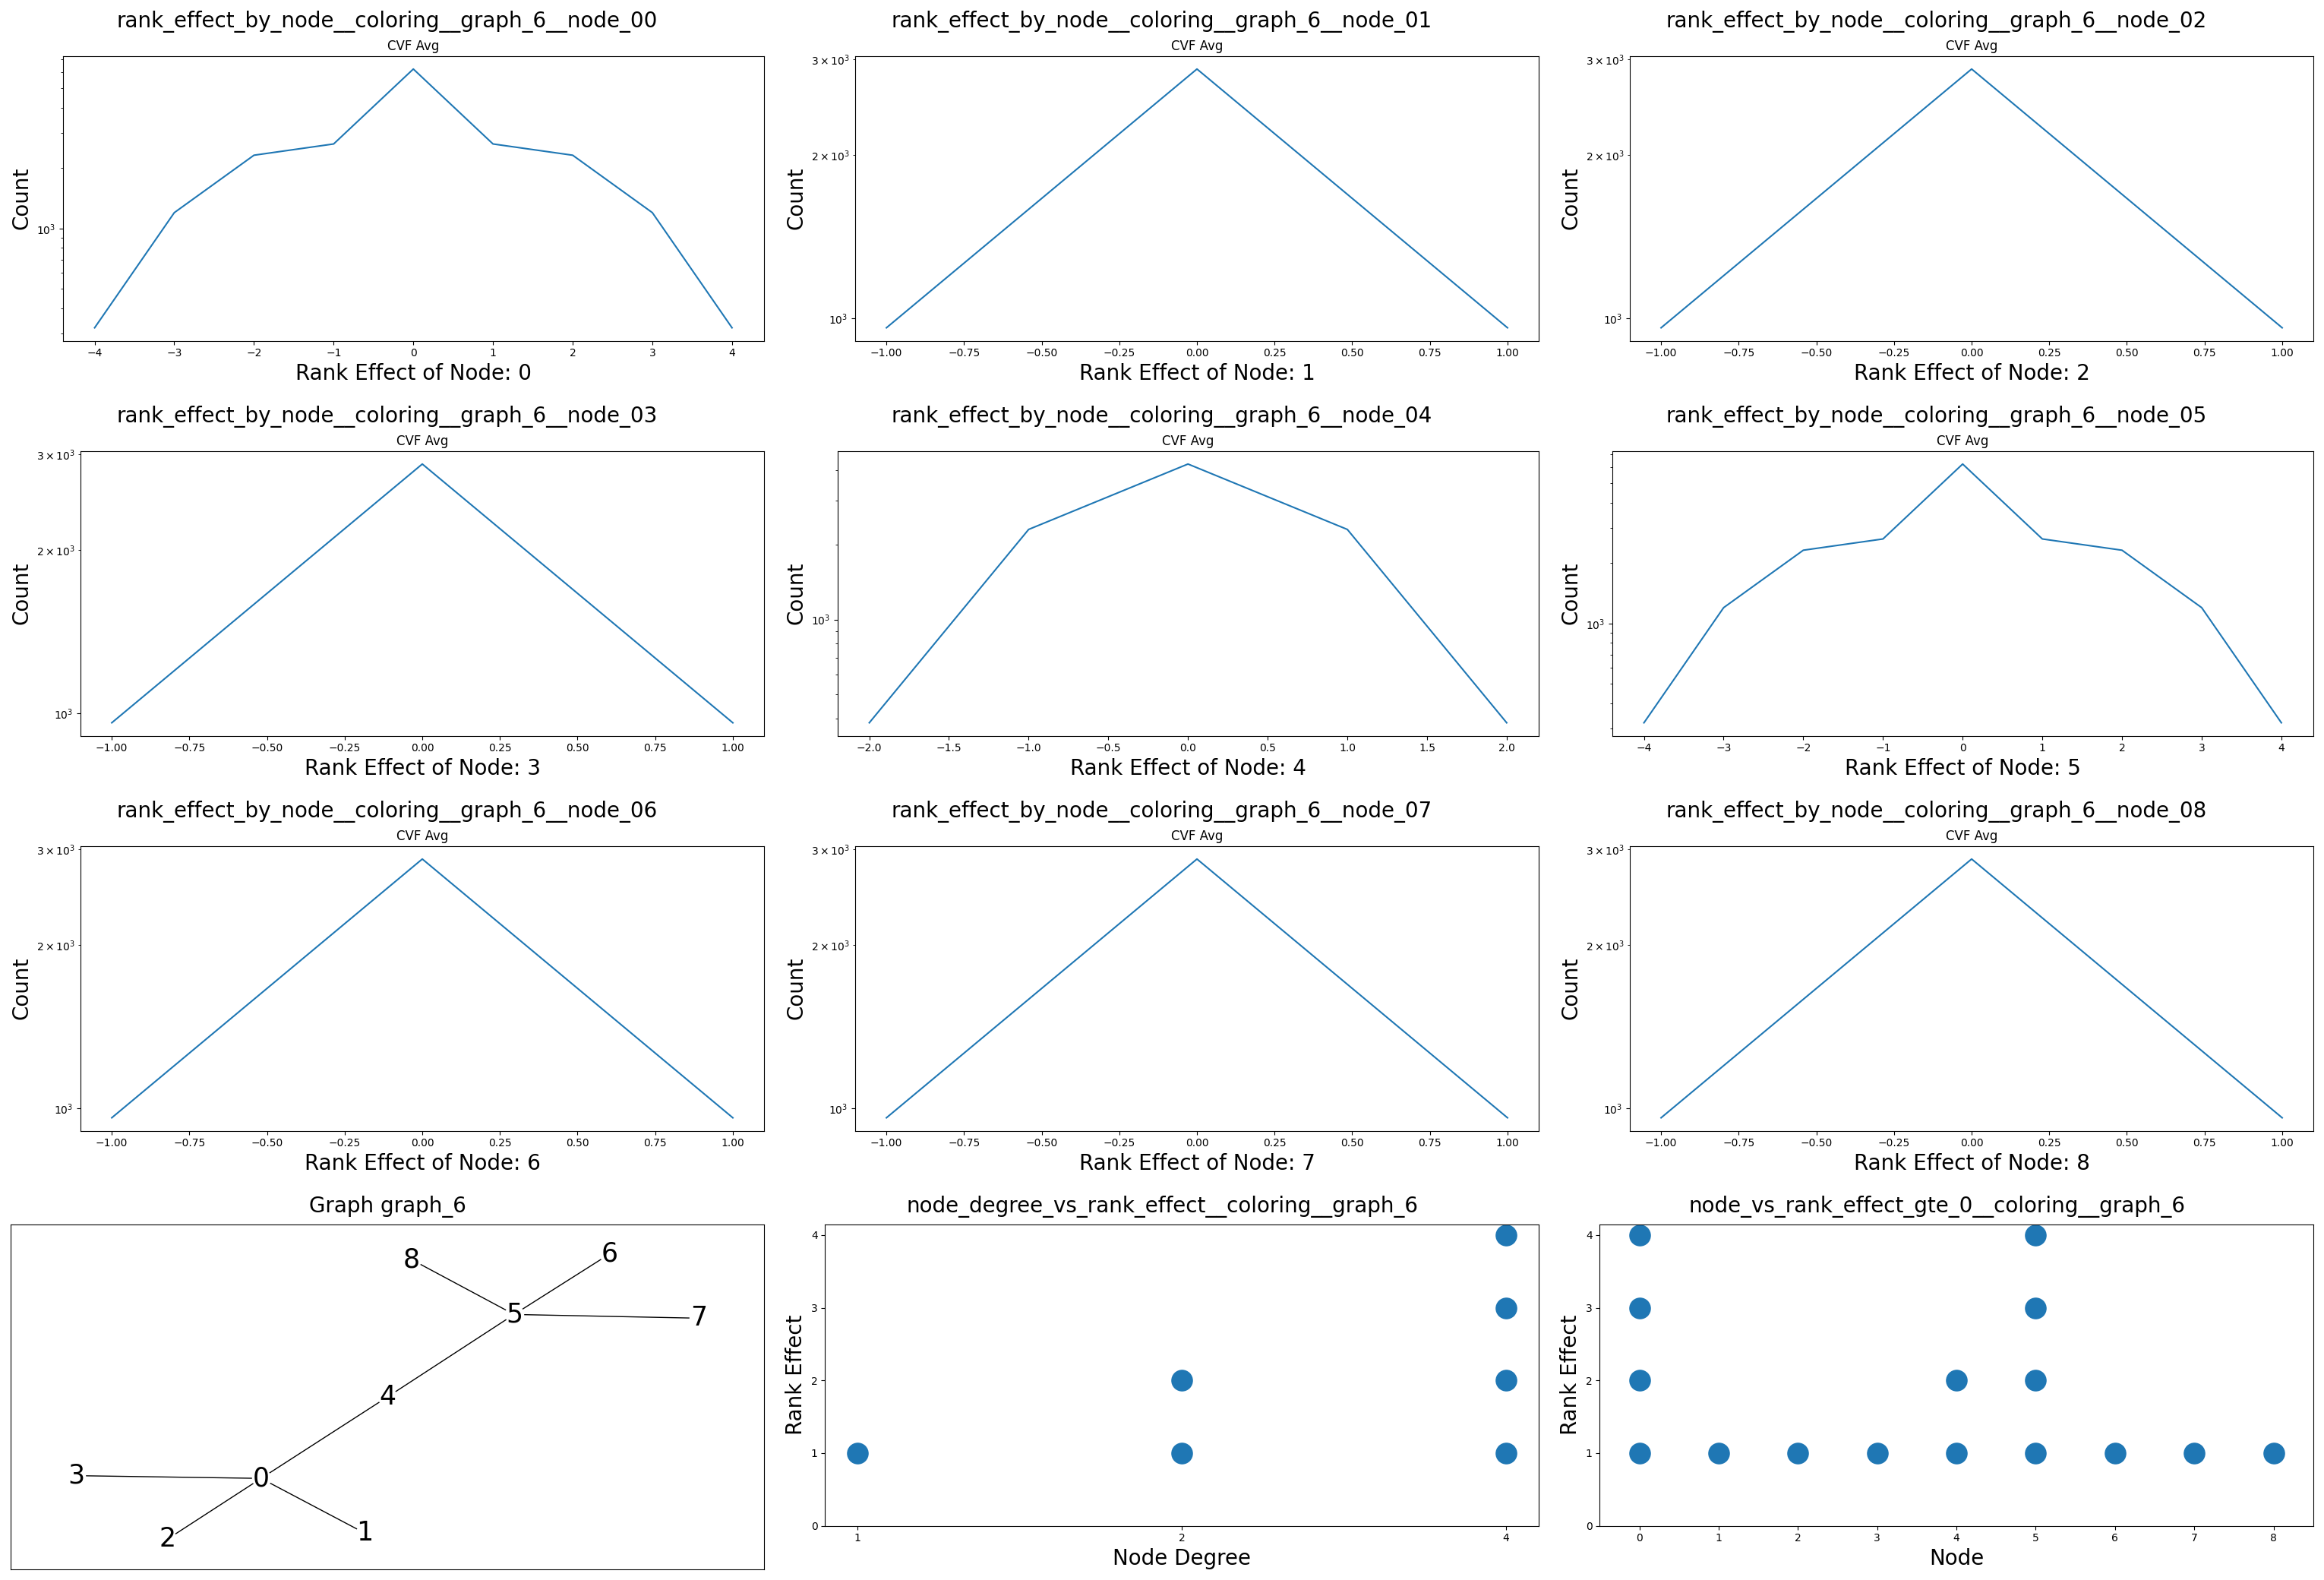 rank_effect_by_node__coloring__graph_6__node_00
CVF Avg
Count
10³
−4 −3 −2 −1 0 1 2 3 4
Rank Effect of Node: 0
rank_effect_by_node__coloring__graph_6__node_01
CVF Avg
Count
3 × 10³
2 × 10³
10³
−1.00 −0.75 −0.50 −0.25 0.00 0.25 0.50 0.75 1.00
Rank Effect of Node: 1
rank_effect_by_node__coloring__graph_6__node_02
CVF Avg
Count
3 × 10³
2 × 10³
10³
−1.00 −0.75 −0.50 −0.25 0.00 0.25 0.50 0.75 1.00
Rank Effect of Node: 2
rank_effect_by_node__coloring__graph_6__node_03
CVF Avg
Count
3 × 10³
2 × 10³
10³
−1.00 −0.75 −0.50 −0.25 0.00 0.25 0.50 0.75 1.00
Rank Effect of Node: 3
rank_effect_by_node__coloring__graph_6__node_04
CVF Avg
Count
10³
−2.0 −1.5 −1.0 −0.5 0.0 0.5 1.0 1.5 2.0
Rank Effect of Node: 4
rank_effect_by_node__coloring__graph_6__node_05
CVF Avg
Count
10³
−4 −3 −2 −1 0 1 2 3 4
Rank Effect of Node: 5
rank_effect_by_node__coloring__graph_6__node_06
CVF Avg
Count
3 × 10³
2 × 10³
10³
−1.00 −0.75 −0.50 −0.25 0.00 0.25 0.50 0.75 1.00
Rank Effect of Node: 6
rank_effect_by_node__coloring__graph_6__node_07
CVF Avg
Count
3 × 10³
2 × 10³
10³
−1.00 −0.75 −0.50 −0.25 0.00 0.25 0.50 0.75 1.00
Rank Effect of Node: 7
rank_effect_by_node__coloring__graph_6__node_08
CVF Avg
Count
3 × 10³
2 × 10³
10³
−1.00 −0.75 −0.50 −0.25 0.00 0.25 0.50 0.75 1.00
Rank Effect of Node: 8
Graph graph_6
8
6
5
7
4
3
0
2
1
node_degree_vs_rank_effect__coloring__graph_6
Rank Effect
4
3
2
1
0
1 2 4
Node Degree
node_vs_rank_effect_gte_0__coloring__graph_6
Rank Effect
4
3
2
1
0
0 1 2 3 4 5 6 7 8
Node